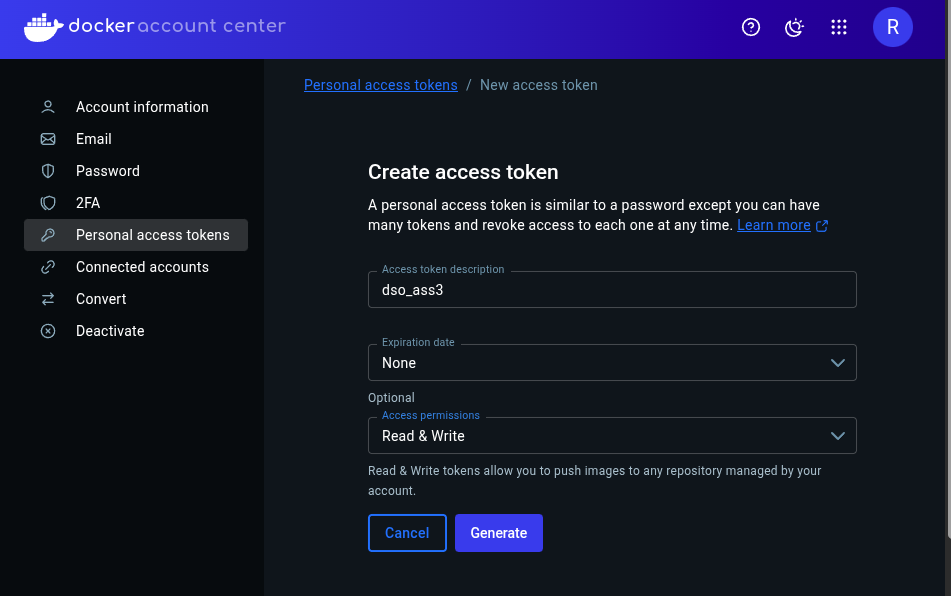 docker account center
R
Personal access tokens / New access token
Account information
Email
Password
2FA
Personal access tokens
Connected accounts
Convert
Deactivate
Create access token
A personal access token is similar to a password except you can have
many tokens and revoke access to each one at any time. Learn more
Access token description
dso_ass3
Expiration date
None
Optional
Access permissions
Read & Write
Read & Write tokens allow you to push images to any repository managed by your
account.
Cancel Generate